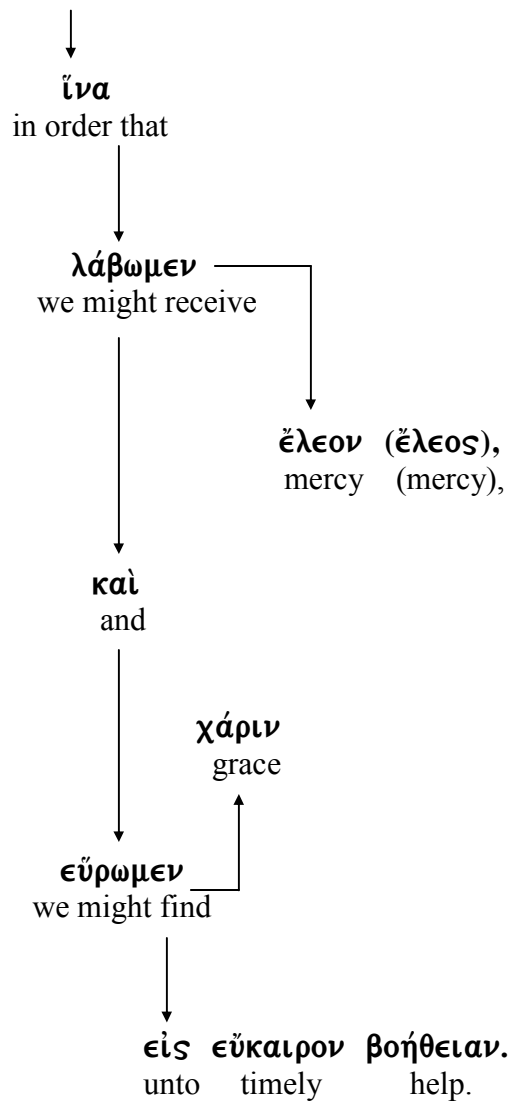 ἵνα
in order that
λάβωμεν
we might receive
ἔλεον (ἔλεος),
mercy (mercy),
καὶ
and
χάριν
grace
εὕρωμεν
we might find
εἰς εὔκαιρον βοήθειαν.
unto timely help.